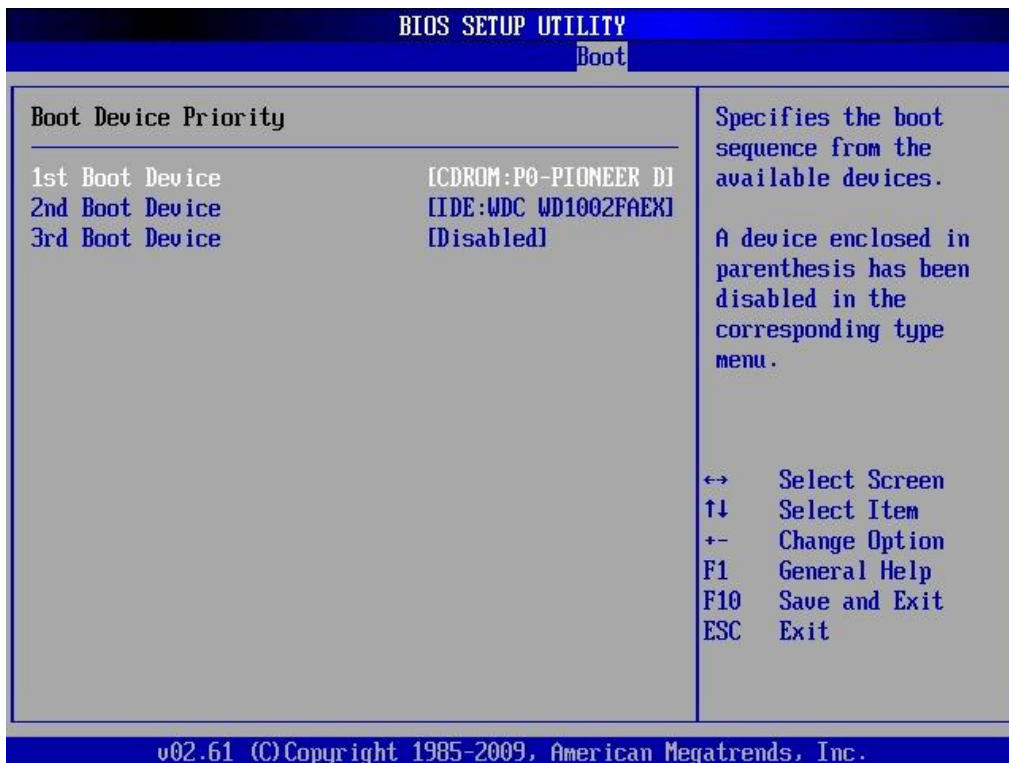 BIOS SETUP UTILITY
Boot
Boot Device Priority
1st Boot Device [CDROM:P0-PIONEER D]
2nd Boot Device [IDE:WDC WD1002FAEX]
3rd Boot Device [Disabled]
Specifies the boot
sequence from the
available devices.
A device enclosed in
parenthesis has been
disabled in the
corresponding type
menu.
←→ Select Screen
↑↓ Select Item
+- Change Option
F1 General Help
F10 Save and Exit
ESC Exit
v02.61 (C)Copyright 1985-2009, American Megatrends, Inc.